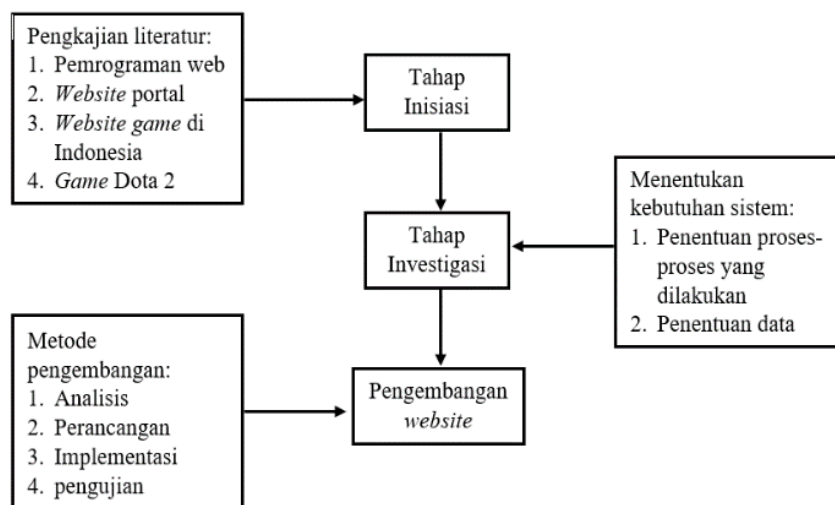 Pengkajian literatur:
1. Pemrograman web
2. Website portal
3. Website game di
Indonesia
4. Game Dota 2
Tahap
Inisiasi
Tahap
Investigasi
Menentukan
kebutuhan sistem:
1. Penentuan proses-
proses yang
dilakukan
2. Penentuan data
Metode
pengembangan:
1. Analisis
2. Perancangan
3. Implementasi
4. pengujian
Pengembangan
website